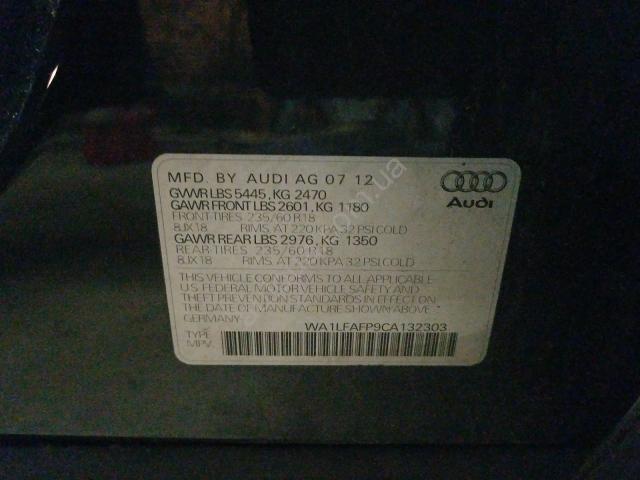 MFD. BY AUDI AG 07 12
GVWR LBS 5445, KG 2470
GAWR FRONT LBS 2601, KG 1180
FRONT-TIRES 235/60 R18
8JX18 RIMS AT 220 KPA 32 PSI COLD
GAWR REAR LBS 2976, KG 1350
REAR-TIRES 235/60 R18
8JX18 RIMS AT 220 KPA 32 PSI COLD
THIS VEHICLE CONFORMS TO ALL APPLICABLE
U.S FEDERAL MOTOR VEHICLE SAFETY AND
THEFT PREVENTION STANDARDS IN EFFECT ON
THE DATE OF MANUFACTURE SHOWN ABOVE.
GERMANY
WA1LFAFP9CA132303
TYPE:
Audi